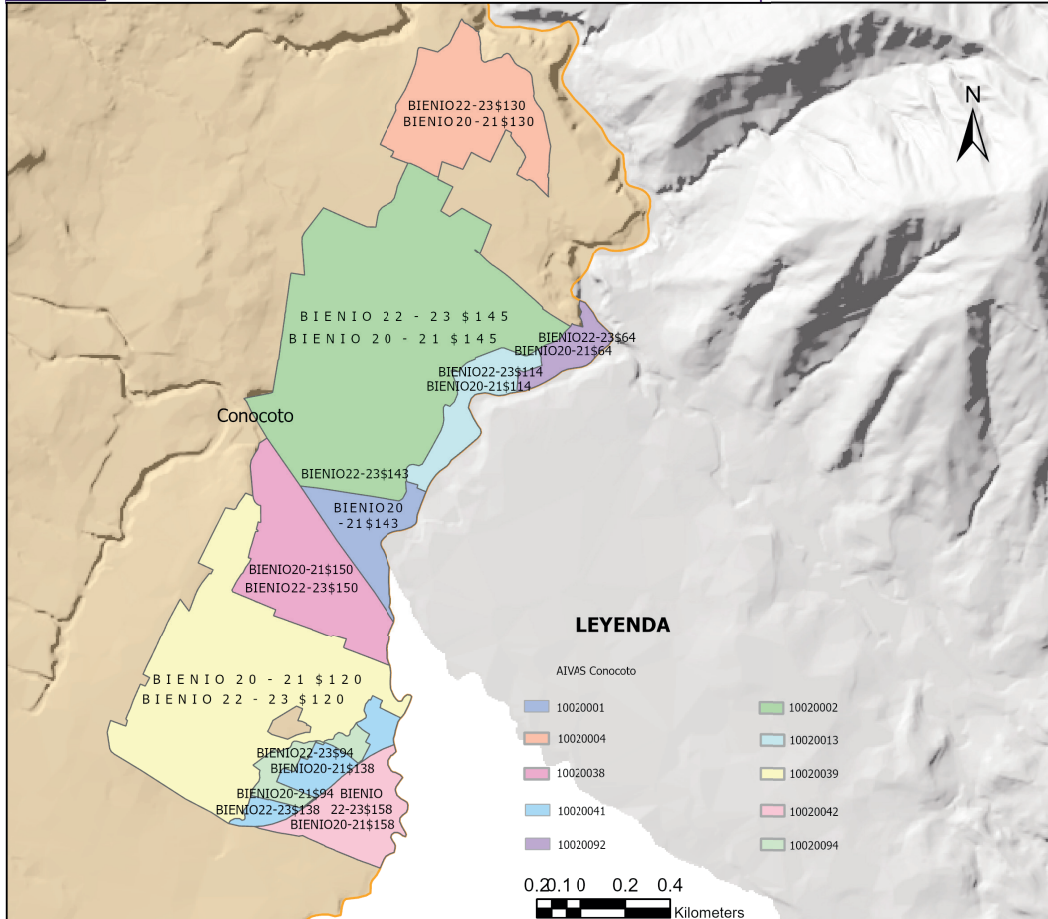 N
BIENIO22-23$130
BIENIO 20-21$130
BIENIO 22 - 23 $145
BIENIO 20 - 21 $145
BIENIO22-23$64
BIENIO20-21$64
BIENIO22-23$114
BIENIO20-21$114
Conocoto
BIENIO22-23$143
BIENIO20
-21$143
BIENIO20-21$150
BIENIO22-23$150
BIENIO 20 - 21 $120
BIENIO 22 - 23 $120
BIENIO22-23$94
BIENIO20-21$138
BIENIO20-21$94
BIENIO22-23$138
BIENIO
22-23$158
BIENIO20-21$158
LEYENDA
AIVAS Conocoto
10020001
10020002
10020004
10020013
10020038
10020039
10020041
10020042
10020092
10020094
0.2 0.1 0 0.2 0.4
Kilometers